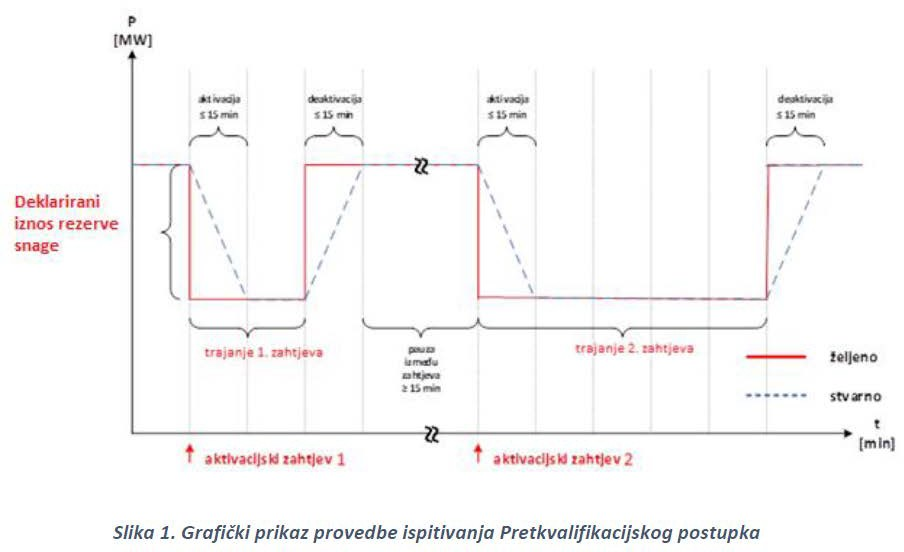 P
[MW]
aktivacija
≤ 15 min
deaktivacija
≤ 15 min
aktivacija
≤ 15 min
deaktivacija
≤ 15 min
Deklarirani
iznos rezerve
snage
trajanje 1. zahtjeva
pauza
između
zahtjeva
≥ 15 min
trajanje 2. zahtjeva
željeno
stvarno
t
[min]
aktivacijski zahtjev 1
aktivacijski zahtjev 2
Slika 1. Grafički prikaz provedbe ispitivanja Pretkvalifikacijskog postupka